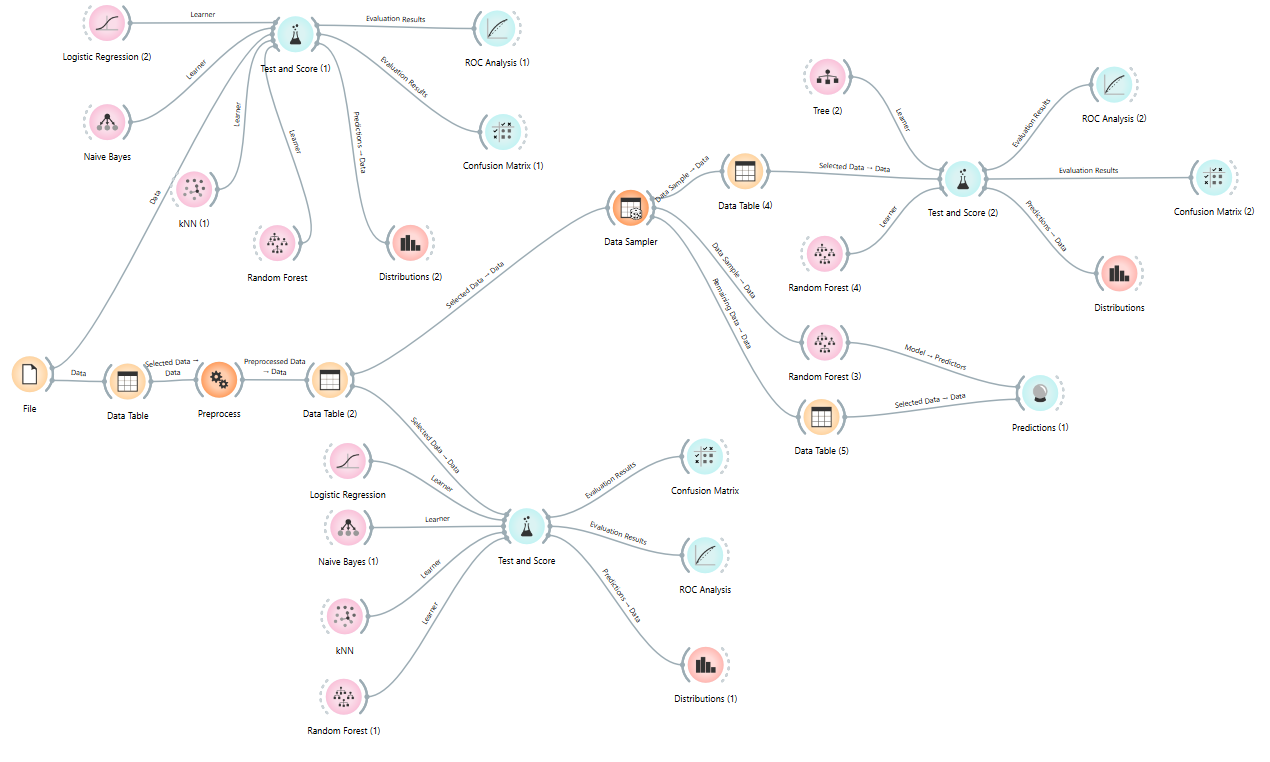 Learner
Evaluation Results
Logistic Regression (2)
Test and Score (1)
ROC Analysis (1)
Learner
Evaluation Results
Learner
Learner
Predictions → Data
Naive Bayes
Confusion Matrix (1)
Data
kNN (1)
Random Forest
Distributions (2)
Tree (2)
Learner
Evaluation Results
ROC Analysis (2)
Data Sample → Data
Selected Data → Data
Evaluation Results
Data Table (4)
Test and Score (2)
Confusion Matrix (2)
Data Sampler
Learner
Predictions → Data
Data Sample → Data
Selected Data → Data
Remaining Data → Data
Random Forest (4)
Distributions
Random Forest (3)
Model → Predictors
Selected Data → Data
Data Table (5)
Predictions (1)
Data
Selected Data →
Data
Preprocessed Data
→ Data
File
Data Table
Preprocess
Data Table (2)
Selected Data → Data
Learner
Logistic Regression
Evaluation Results
Confusion Matrix
Learner
Evaluation Results
Naive Bayes (1)
Test and Score
Learner
Predictions → Data
ROC Analysis
Learner
kNN
Distributions (1)
Random Forest (1)